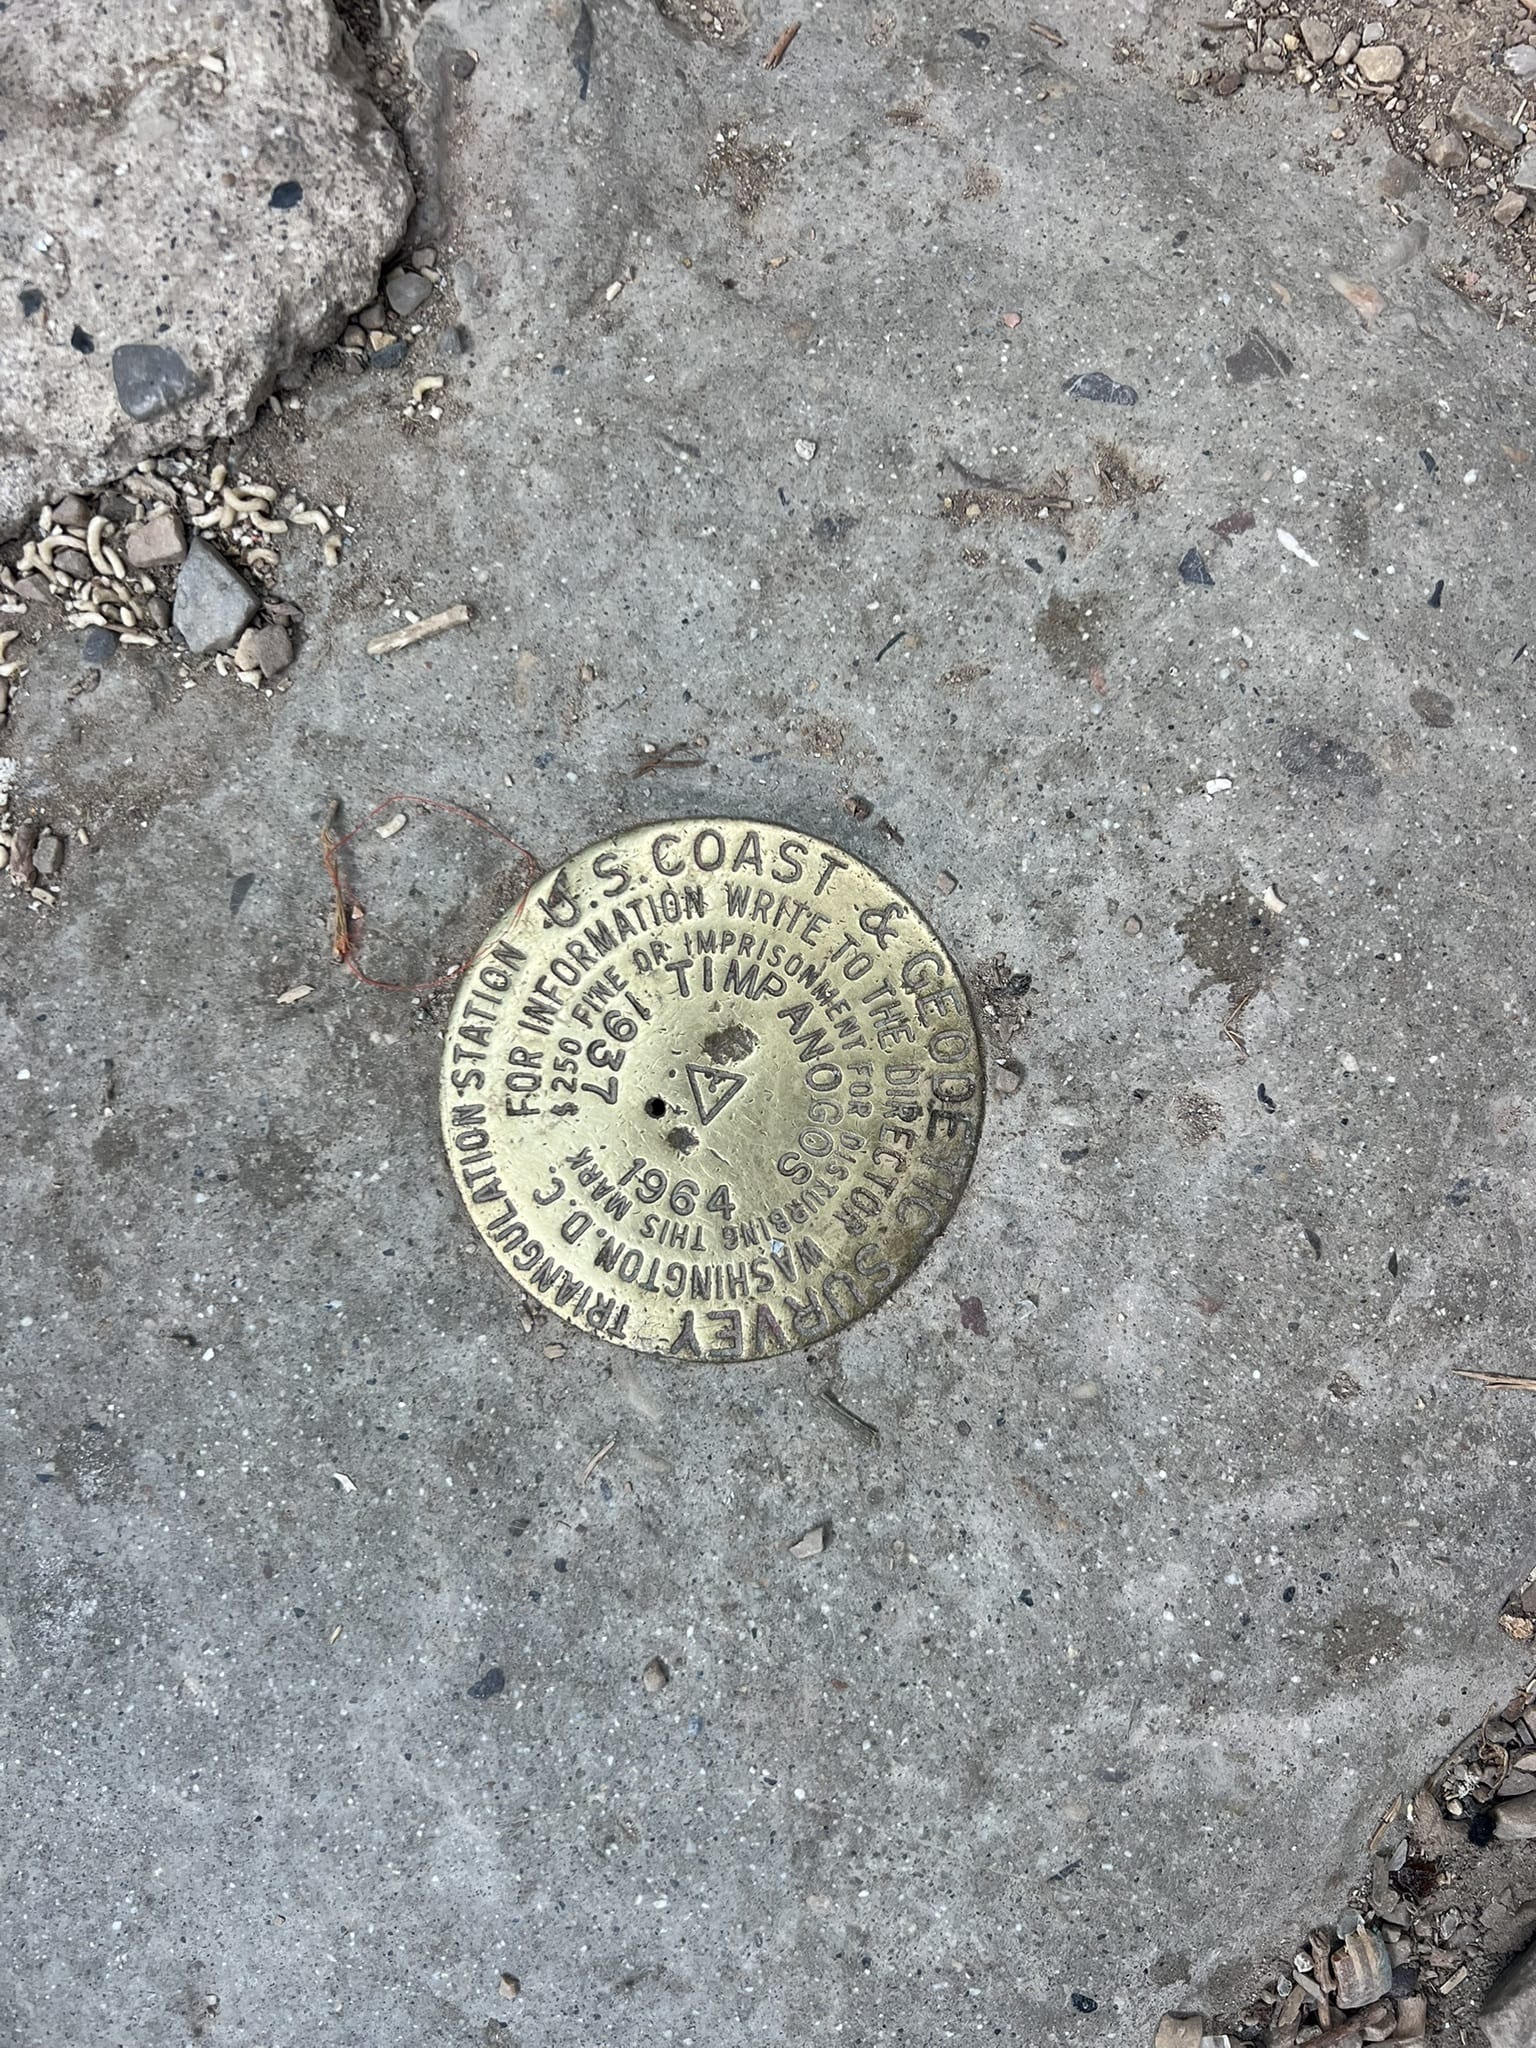 U.S. COAST & GEODETIC SURVEY
TRIANGULATION STATION
FOR INFORMATION WRITE TO THE DIRECTOR WASHINGTON. D. C.
$250 FINE OR IMPRISONMENT FOR DISTURBING THIS MARK.
TIMPANOGOS
1937
1964